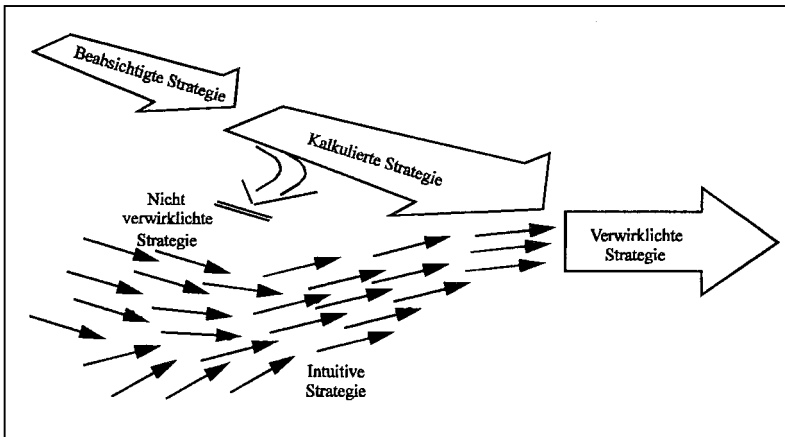 Beabsichtigte Strategie
Kalkulierte Strategie
Nicht
verwirklichte
Strategie
Verwirklichte
Strategie
Intuitive
Strategie